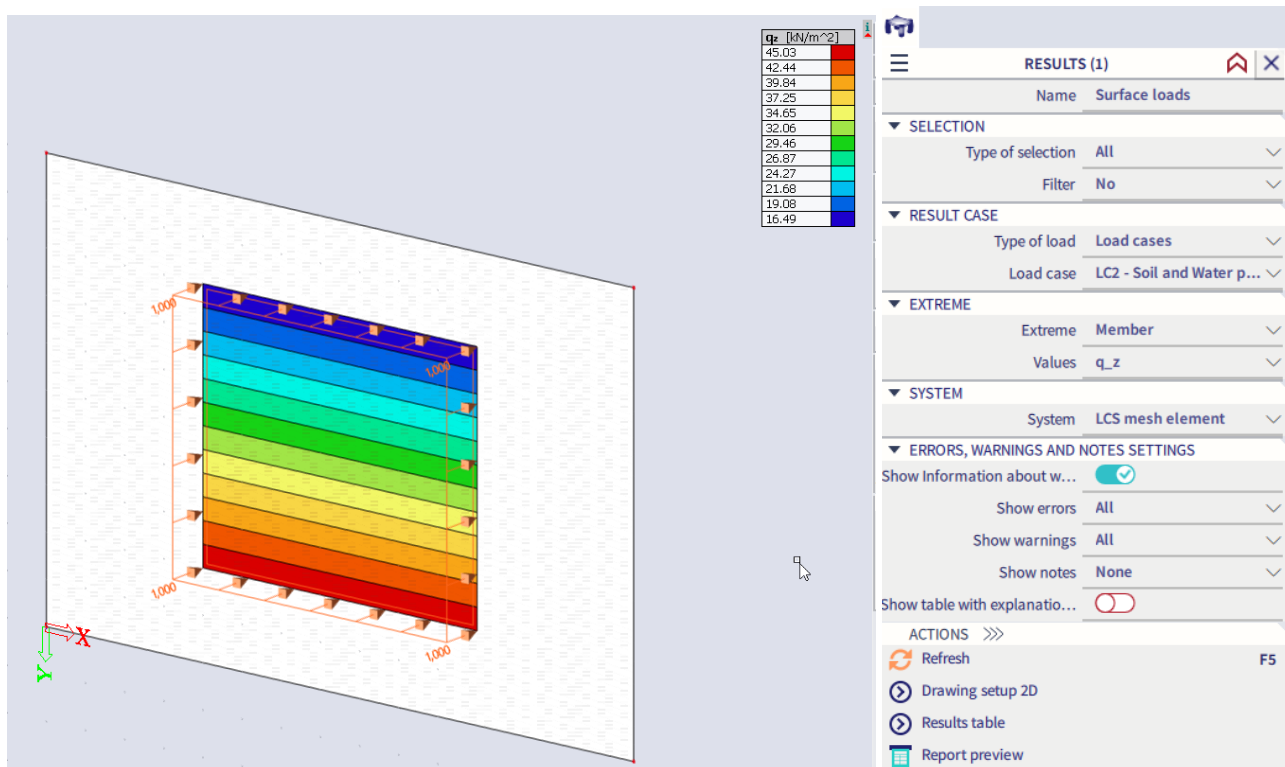 qz [kN/m^2]
45.03
42.44
39.84
37.25
34.65
32.06
29.46
26.87
24.27
21.68
19.08
16.49
1,000
1,000
1,000
1,000
X
Y
RESULTS (1)
Name Surface loads
SELECTION
Type of selection All
Filter No
RESULT CASE
Type of load Load cases
Load case LC2 - Soil and Water p...
EXTREME
Extreme Member
Values q_z
SYSTEM
System LCS mesh element
ERRORS, WARNINGS AND NOTES SETTINGS
Show Information about w...
Show errors All
Show warnings All
Show notes None
Show table with explanatio...
ACTIONS >>>
Refresh F5
Drawing setup 2D
Results table
Report preview